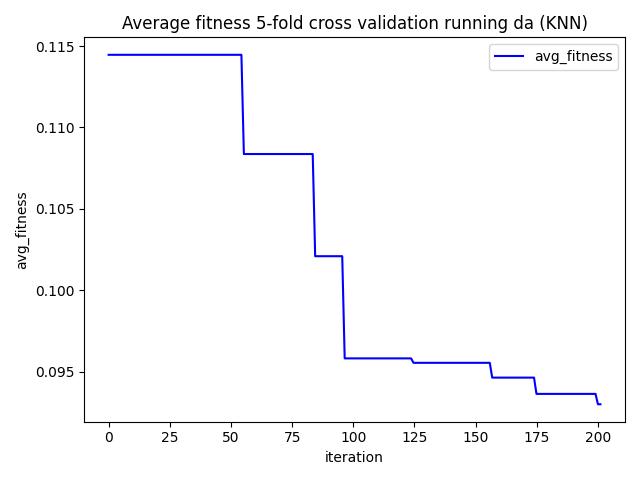 Average fitness 5-fold cross validation running da (KNN)
avg_fitness
0.115
0.110
0.105
0.100
0.095
avg_fitness
0 25 50 75 100 125 150 175 200
iteration